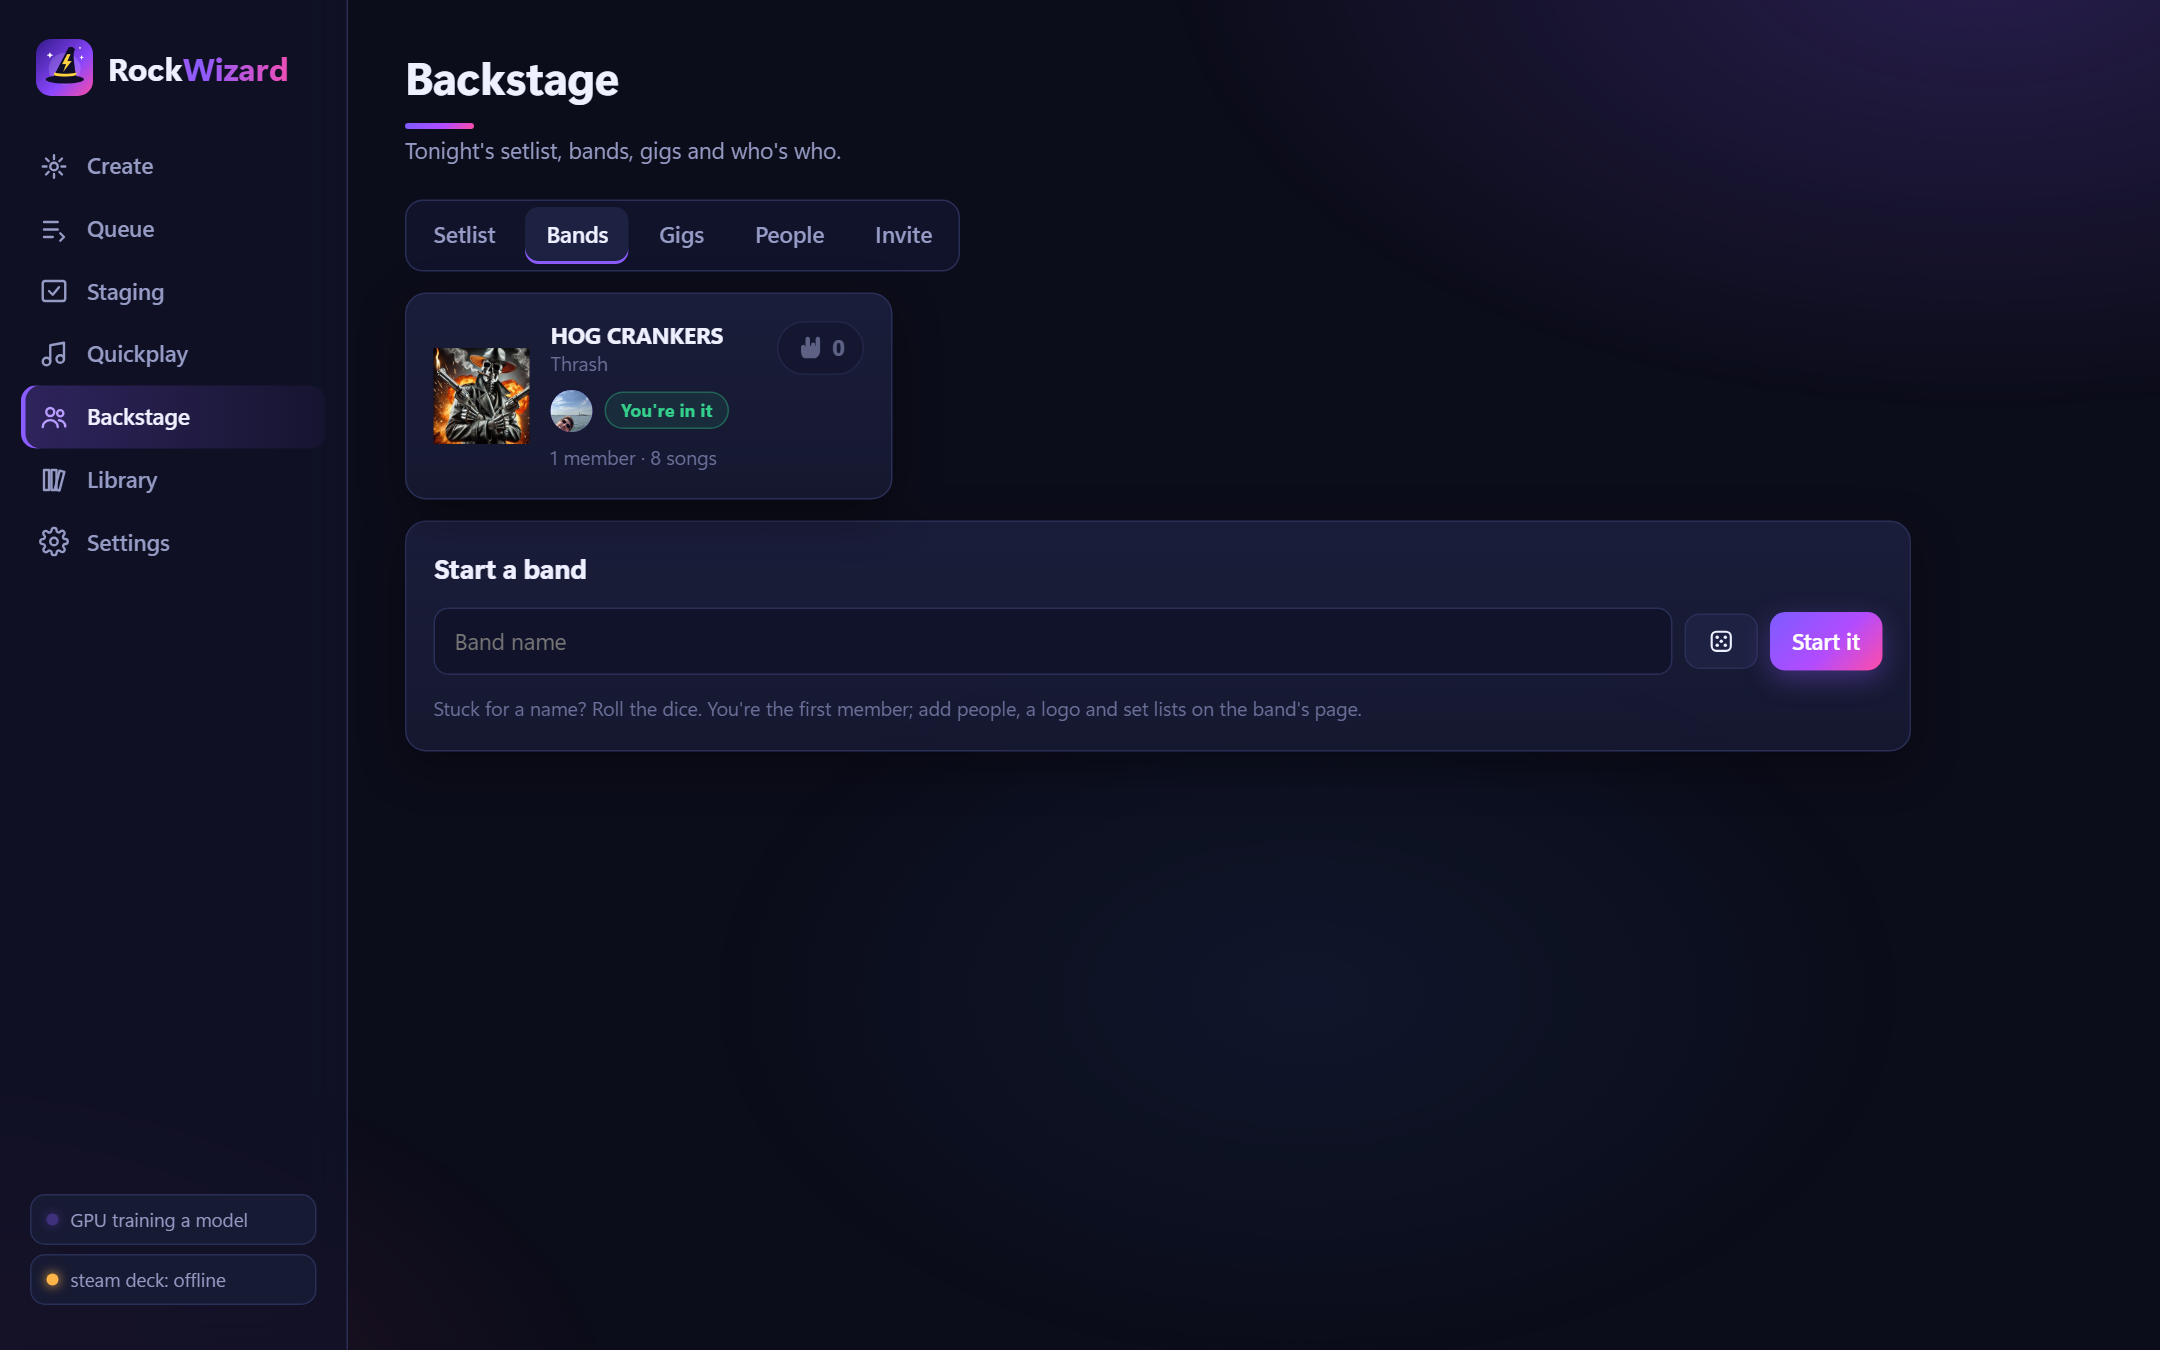 RockWizard
Create
Queue
Staging
Quickplay
Backstage
Library
Settings
GPU training a model
steam deck: offline
Backstage
Tonight's setlist, bands, gigs and who's who.
Setlist Bands Gigs People Invite
HOG CRANKERS
Thrash
0
You're in it
1 member · 8 songs
Start a band
Band name
Start it
Stuck for a name? Roll the dice. You're the first member; add people, a logo and set lists on the band's page.